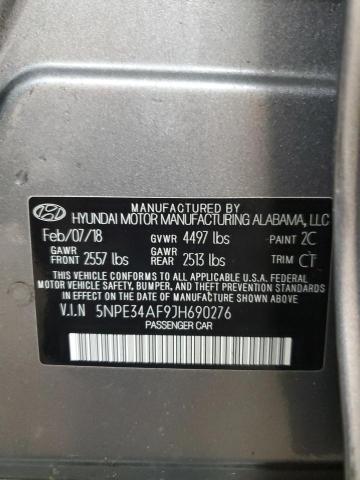 MANUFACTURED BY
HYUNDAI MOTOR MANUFACTURING ALABAMA, LLC
Feb/07/18 GVWR 4497 lbs PAINT 2C
GAWR GAWR
FRONT 2557 lbs REAR 2513 lbs TRIM CT
THIS VEHICLE CONFORMS TO ALL APPLICABLE U.S.A. FEDERAL
MOTOR VEHICLE SAFETY, BUMPER, AND THEFT PREVENTION
STANDARDS IN EFFECT ON THE DATE OF MANUFACTURE SHOWN ABOVE.
V.I.N 5NPE34AF9JH690276
PASSENGER CAR